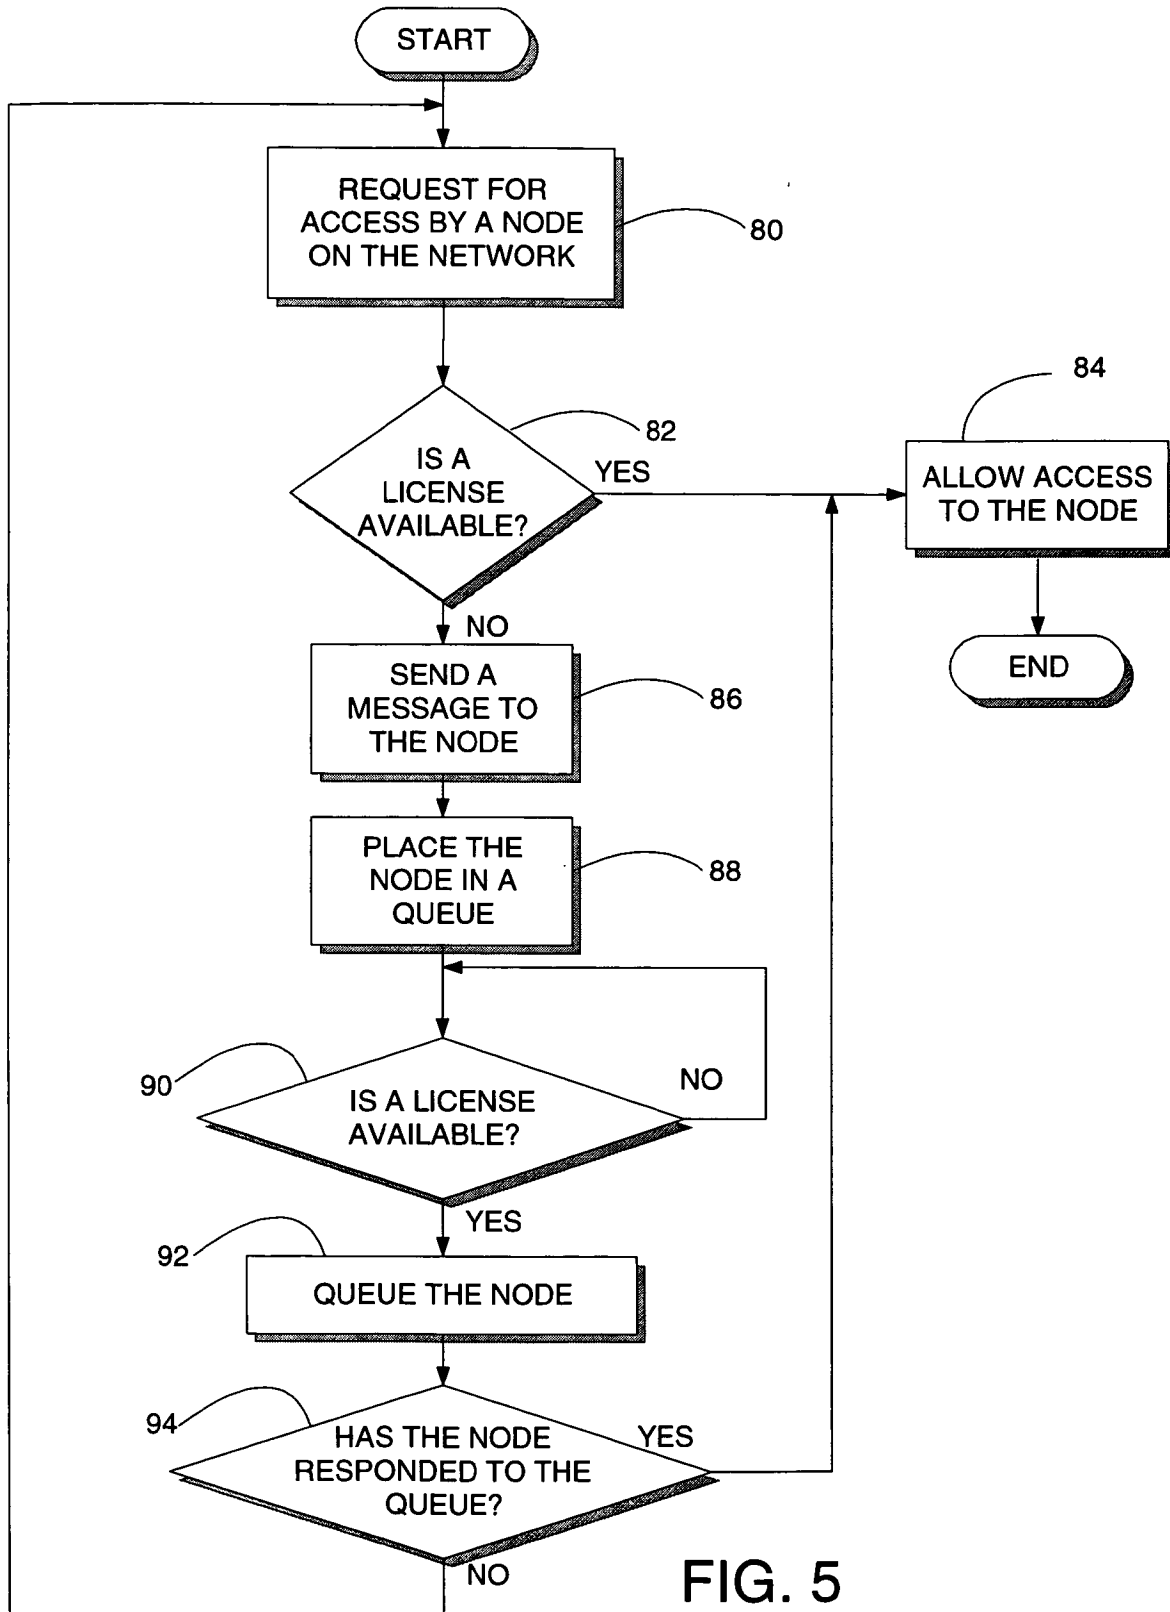 START
REQUEST FOR
ACCESS BY A NODE
ON THE NETWORK
80
84
82
IS A
LICENSE
AVAILABLE?
YES
ALLOW ACCESS
TO THE NODE
NO
END
SEND A
MESSAGE TO
THE NODE
86
PLACE THE
NODE IN A
QUEUE
88
90
IS A LICENSE
AVAILABLE?
NO
YES
92
QUEUE THE NODE
94
HAS THE NODE
RESPONDED TO THE
QUEUE?
YES
NO
FIG. 5